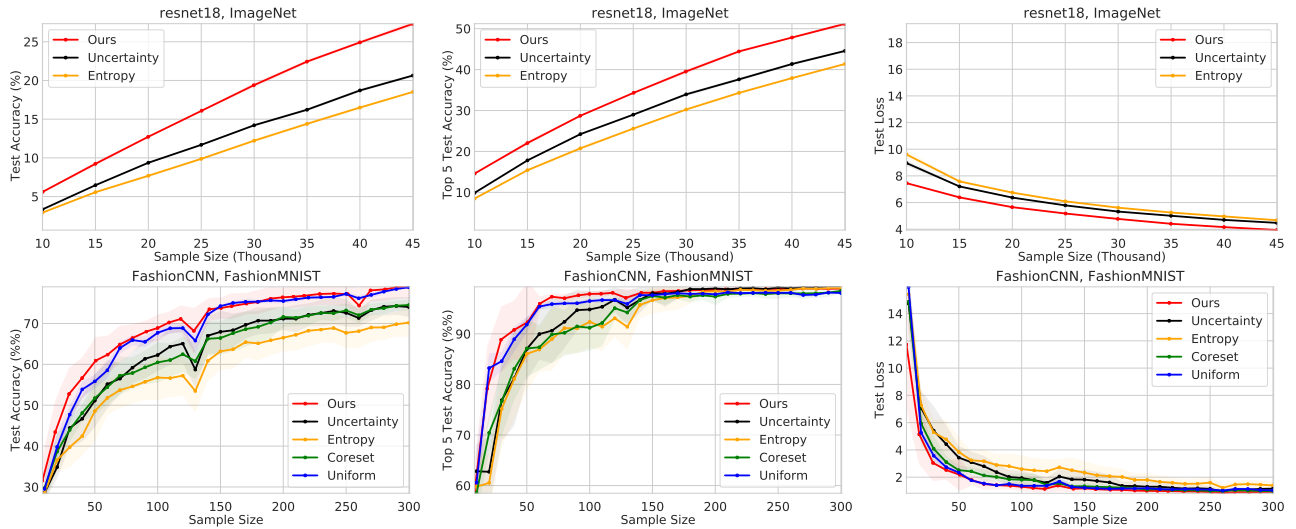 resnet18, ImageNet
Test Accuracy (%)
25
20
15
10
5
Ours
Uncertainty
Entropy
10 15 20 25 30 35 40 45
Sample Size (Thousand)
resnet18, ImageNet
Top 5 Test Accuracy (%)
50
40
30
20
10
Ours
Uncertainty
Entropy
10 15 20 25 30 35 40 45
Sample Size (Thousand)
resnet18, ImageNet
Test Loss
18
16
14
12
10
8
6
4
Ours
Uncertainty
Entropy
10 15 20 25 30 35 40 45
Sample Size (Thousand)
FashionCNN, FashionMNIST
Test Accuracy (%%)
70
60
50
40
30
Ours
Uncertainty
Entropy
Coreset
Uniform
50 100 150 200 250 300
Sample Size
FashionCNN, FashionMNIST
Top 5 Test Accuracy (%%)
90
80
70
60
Ours
Uncertainty
Entropy
Coreset
Uniform
50 100 150 200 250 300
Sample Size
FashionCNN, FashionMNIST
Test Loss
14
12
10
8
6
4
2
Ours
Uncertainty
Entropy
Coreset
Uniform
50 100 150 200 250 300
Sample Size